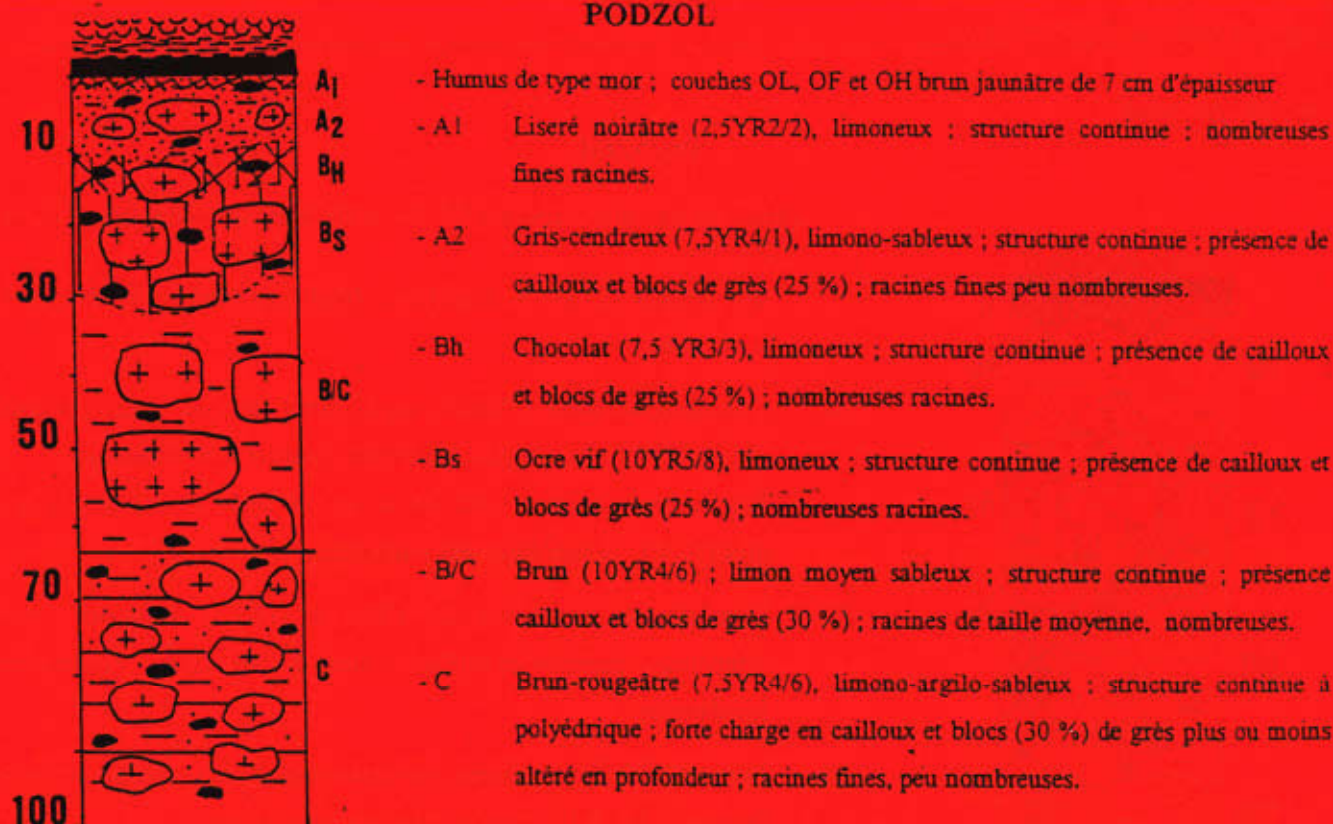 PODZOL
- Humus de type mor ; couches OL, OF et OH brun jaunâtre de 7 cm d'épaisseur
- A1 Liseré noirâtre (2,5YR2/2), limoneux ; structure continue ; nombreuses
fines racines.
- A2 Gris-cendreux (7,5YR4/1), limono-sableux ; structure continue ; présence de
cailloux et blocs de grès (25 %) ; racines fines peu nombreuses.
- Bh Chocolat (7,5 YR3/3), limoneux ; structure continue ; présence de cailloux
et blocs de grès (25 %) ; nombreuses racines.
- Bs Ocre vif (10YR5/8), limoneux ; structure continue ; présence de cailloux et
blocs de grès (25 %) ; nombreuses racines.
- B/C Brun (10YR4/6) ; limon moyen sableux ; structure continue ; présence
cailloux et blocs de grès (30 %) ; racines de taille moyenne, nombreuses.
- C Brun-rougeâtre (7,5YR4/6), limono-argilo-sableux ; structure continue à
polyédrique ; forte charge en cailloux et blocs (30 %) de grès plus ou moins
altéré en profondeur ; racines fines, peu nombreuses.
A1
A2
10
BH
BS
30
B/C
50
70
C
100